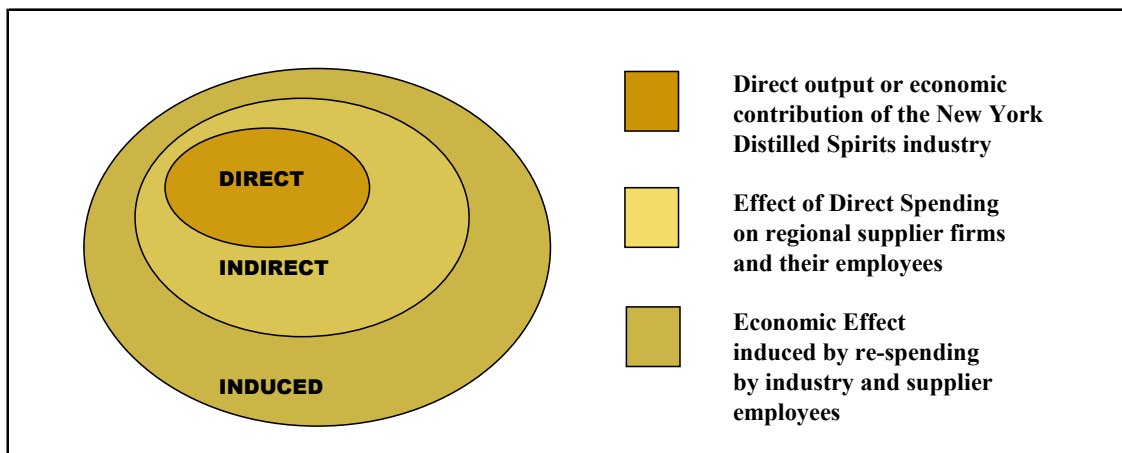 DIRECT
INDIRECT
INDUCED
Direct output or economic
contribution of the New York
Distilled Spirits industry
Effect of Direct Spending
on regional supplier firms
and their employees
Economic Effect
induced by re-spending
by industry and supplier
employees